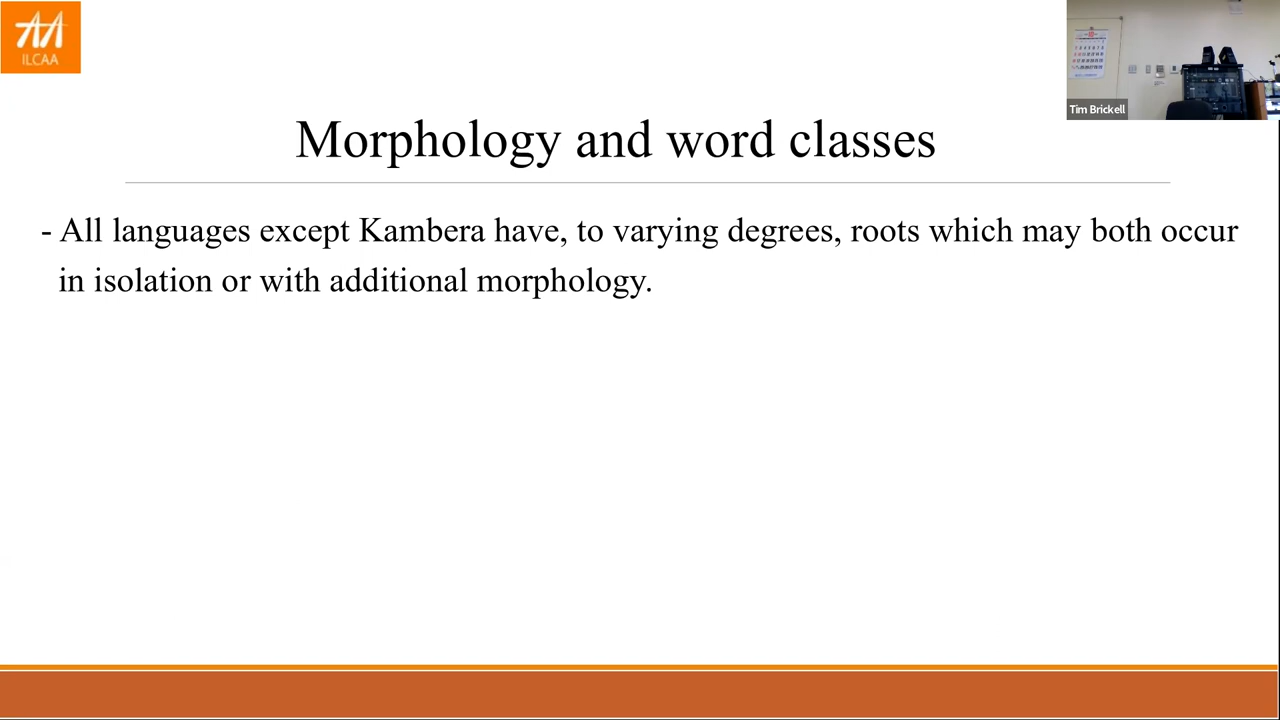 ILCAA
Tim Brickell
Morphology and word classes
- All languages except Kambera have, to varying degrees, roots which may both occur
in isolation or with additional morphology.